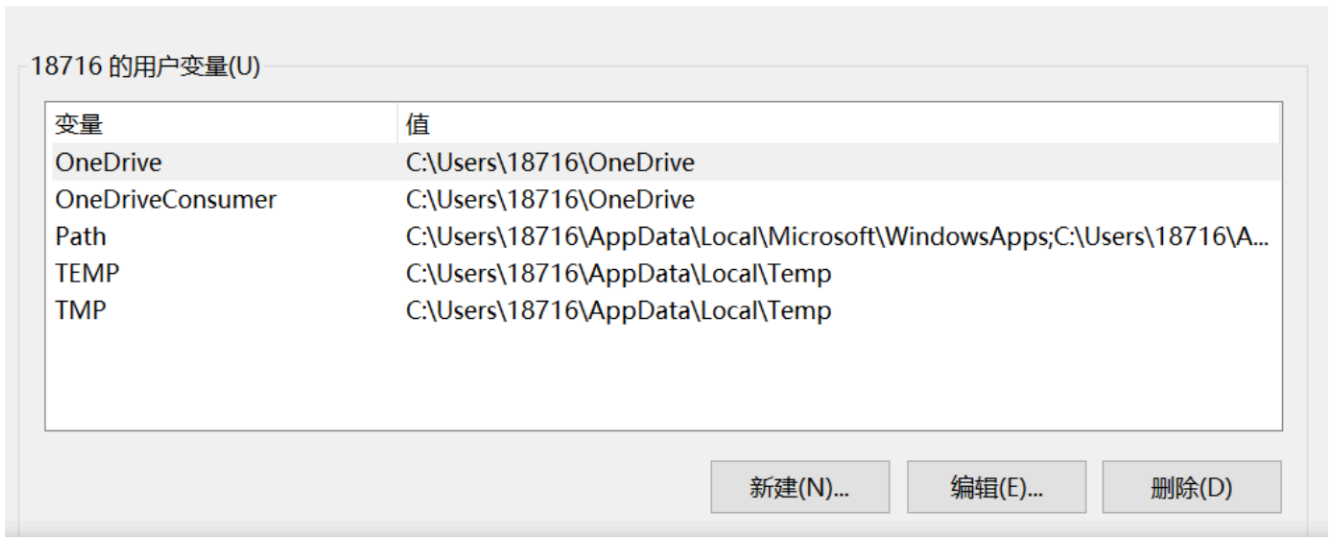 18716 的用户变量(U)
变量 值
OneDrive C:\Users\18716\OneDrive
OneDriveConsumer C:\Users\18716\OneDrive
Path C:\Users\18716\AppData\Local\Microsoft\WindowsApps;C:\Users\18716\A...
TEMP C:\Users\18716\AppData\Local\Temp
TMP C:\Users\18716\AppData\Local\Temp
新建(N)... 编辑(E)... 删除(D)